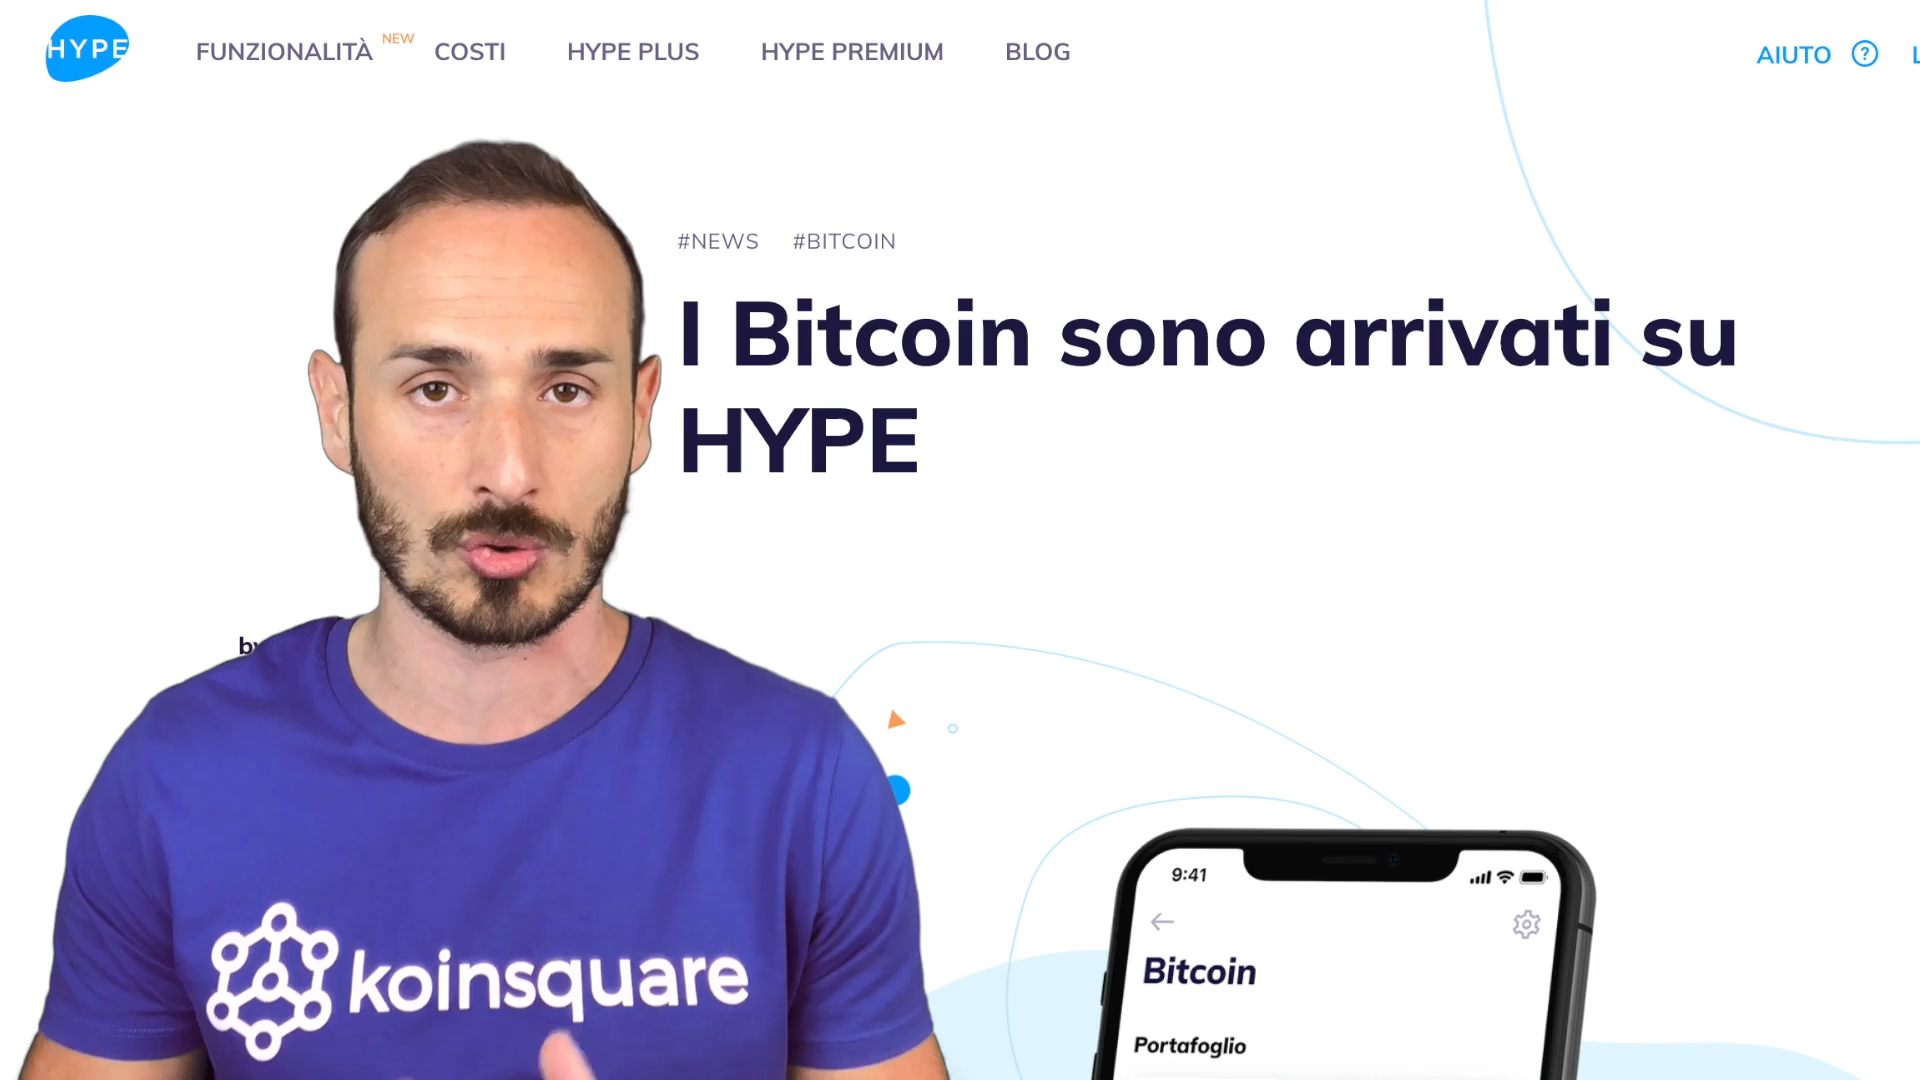 HYPE
FUNZIONALITÀ NEW COSTI HYPE PLUS HYPE PREMIUM BLOG
AIUTO ?
#NEWS #BITCOIN
I Bitcoin sono arrivati su
HYPE
koinsquare
9:41
Bitcoin
Portafoglio